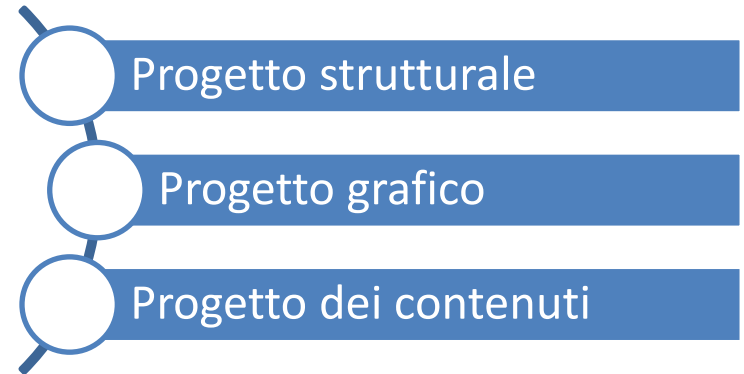 Progetto strutturale
Progetto grafico
Progetto dei contenuti